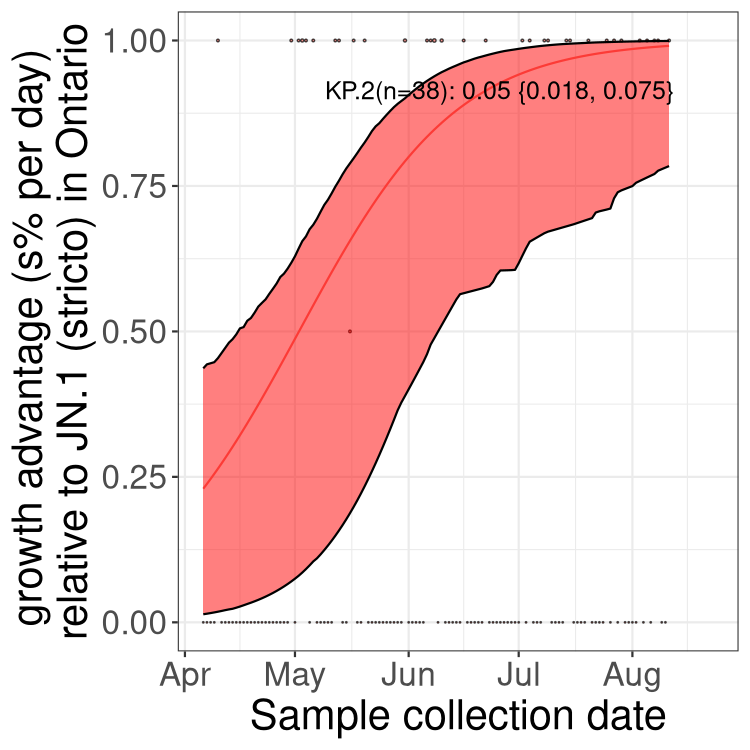 growth advantage (s% per day)
relative to JN.1 (stricto) in Ontario
1.00
0.75
0.50
0.25
0.00
KP.2(n=38): 0.05 {0.018, 0.075}
Apr May Jun Jul Aug
Sample collection date